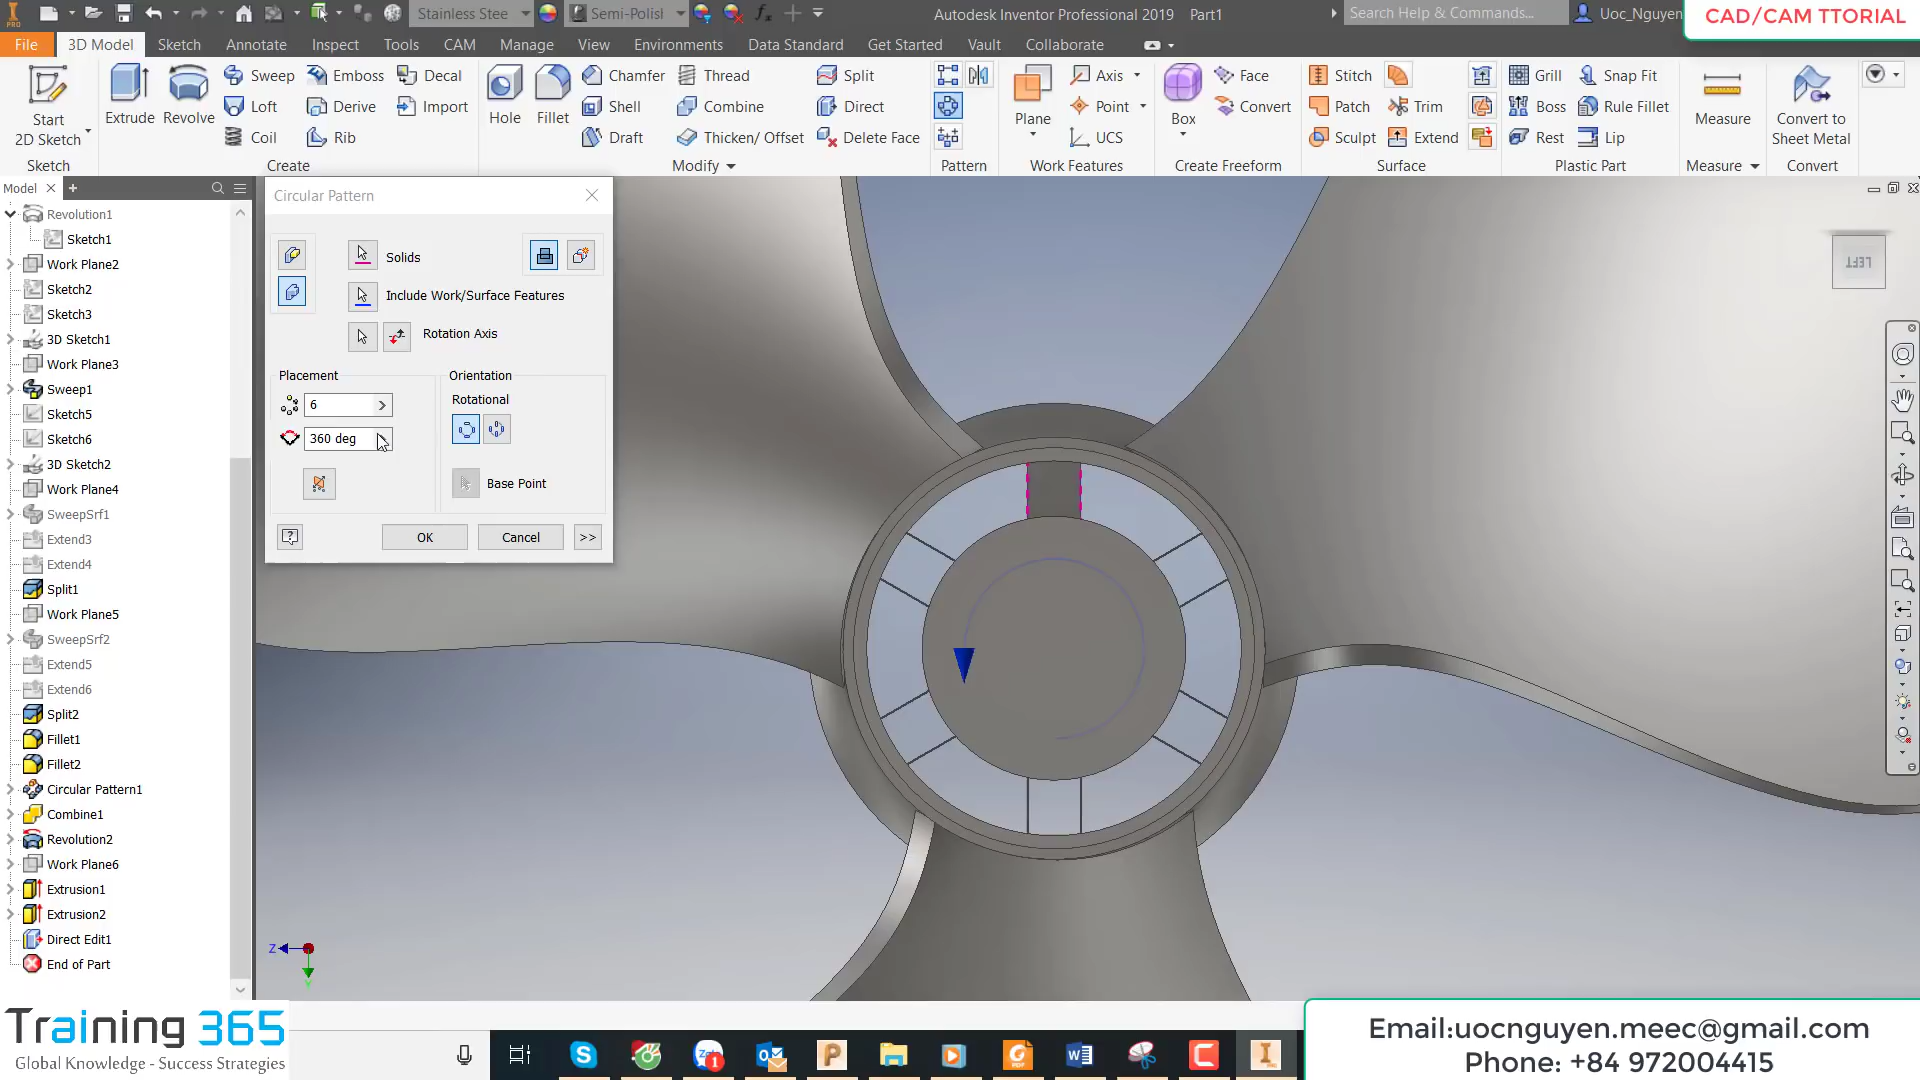 Stainless Stee
Semi-Polisl
Autodesk Inventor Professional 2019 Part1
Search Help & Commands...
Uoc_Nguyen
CAD/CAM TTORIAL
File 3D Model Sketch Annotate Inspect Tools CAM Manage View Environments Data Standard Get Started Vault Collaborate
Start
2D Sketch
Sketch
Extrude Revolve
Sweep Emboss Decal
Loft Derive Import
Coil Rib
Create
Hole Fillet
Chamfer Thread Split
Shell Combine Direct
Draft Thicken/ Offset Delete Face
Modify
Pattern
Plane
Axis
Point
UCS
Work Features
Box
Face
Convert
Create Freeform
Stitch
Patch Trim
Sculpt Extend
Surface
Grill Snap Fit
Boss Rule Fillet
Rest Lip
Plastic Part
Measure
Measure
Convert to
Sheet Metal
Convert
Model
Revolution1
Sketch1
Work Plane2
Sketch2
Sketch3
3D Sketch1
Work Plane3
Sweep1
Sketch5
Sketch6
3D Sketch2
Work Plane4
SweepSrf1
Extend3
Extend4
Split1
Work Plane5
SweepSrf2
Extend5
Extend6
Split2
Fillet1
Fillet2
Circular Pattern1
Combine1
Revolution2
Work Plane6
Extrusion1
Extrusion2
Direct Edit1
End of Part
Circular Pattern
Solids
Include Work/Surface Features
Rotation Axis
Placement
6
360 deg
Orientation
Rotational
Base Point
OK Cancel >>
LEFT
Z
Y
Training 365
Global Knowledge - Success Strategies
Email:uocnguyen.meec@gmail.com
Phone: +84 972004415